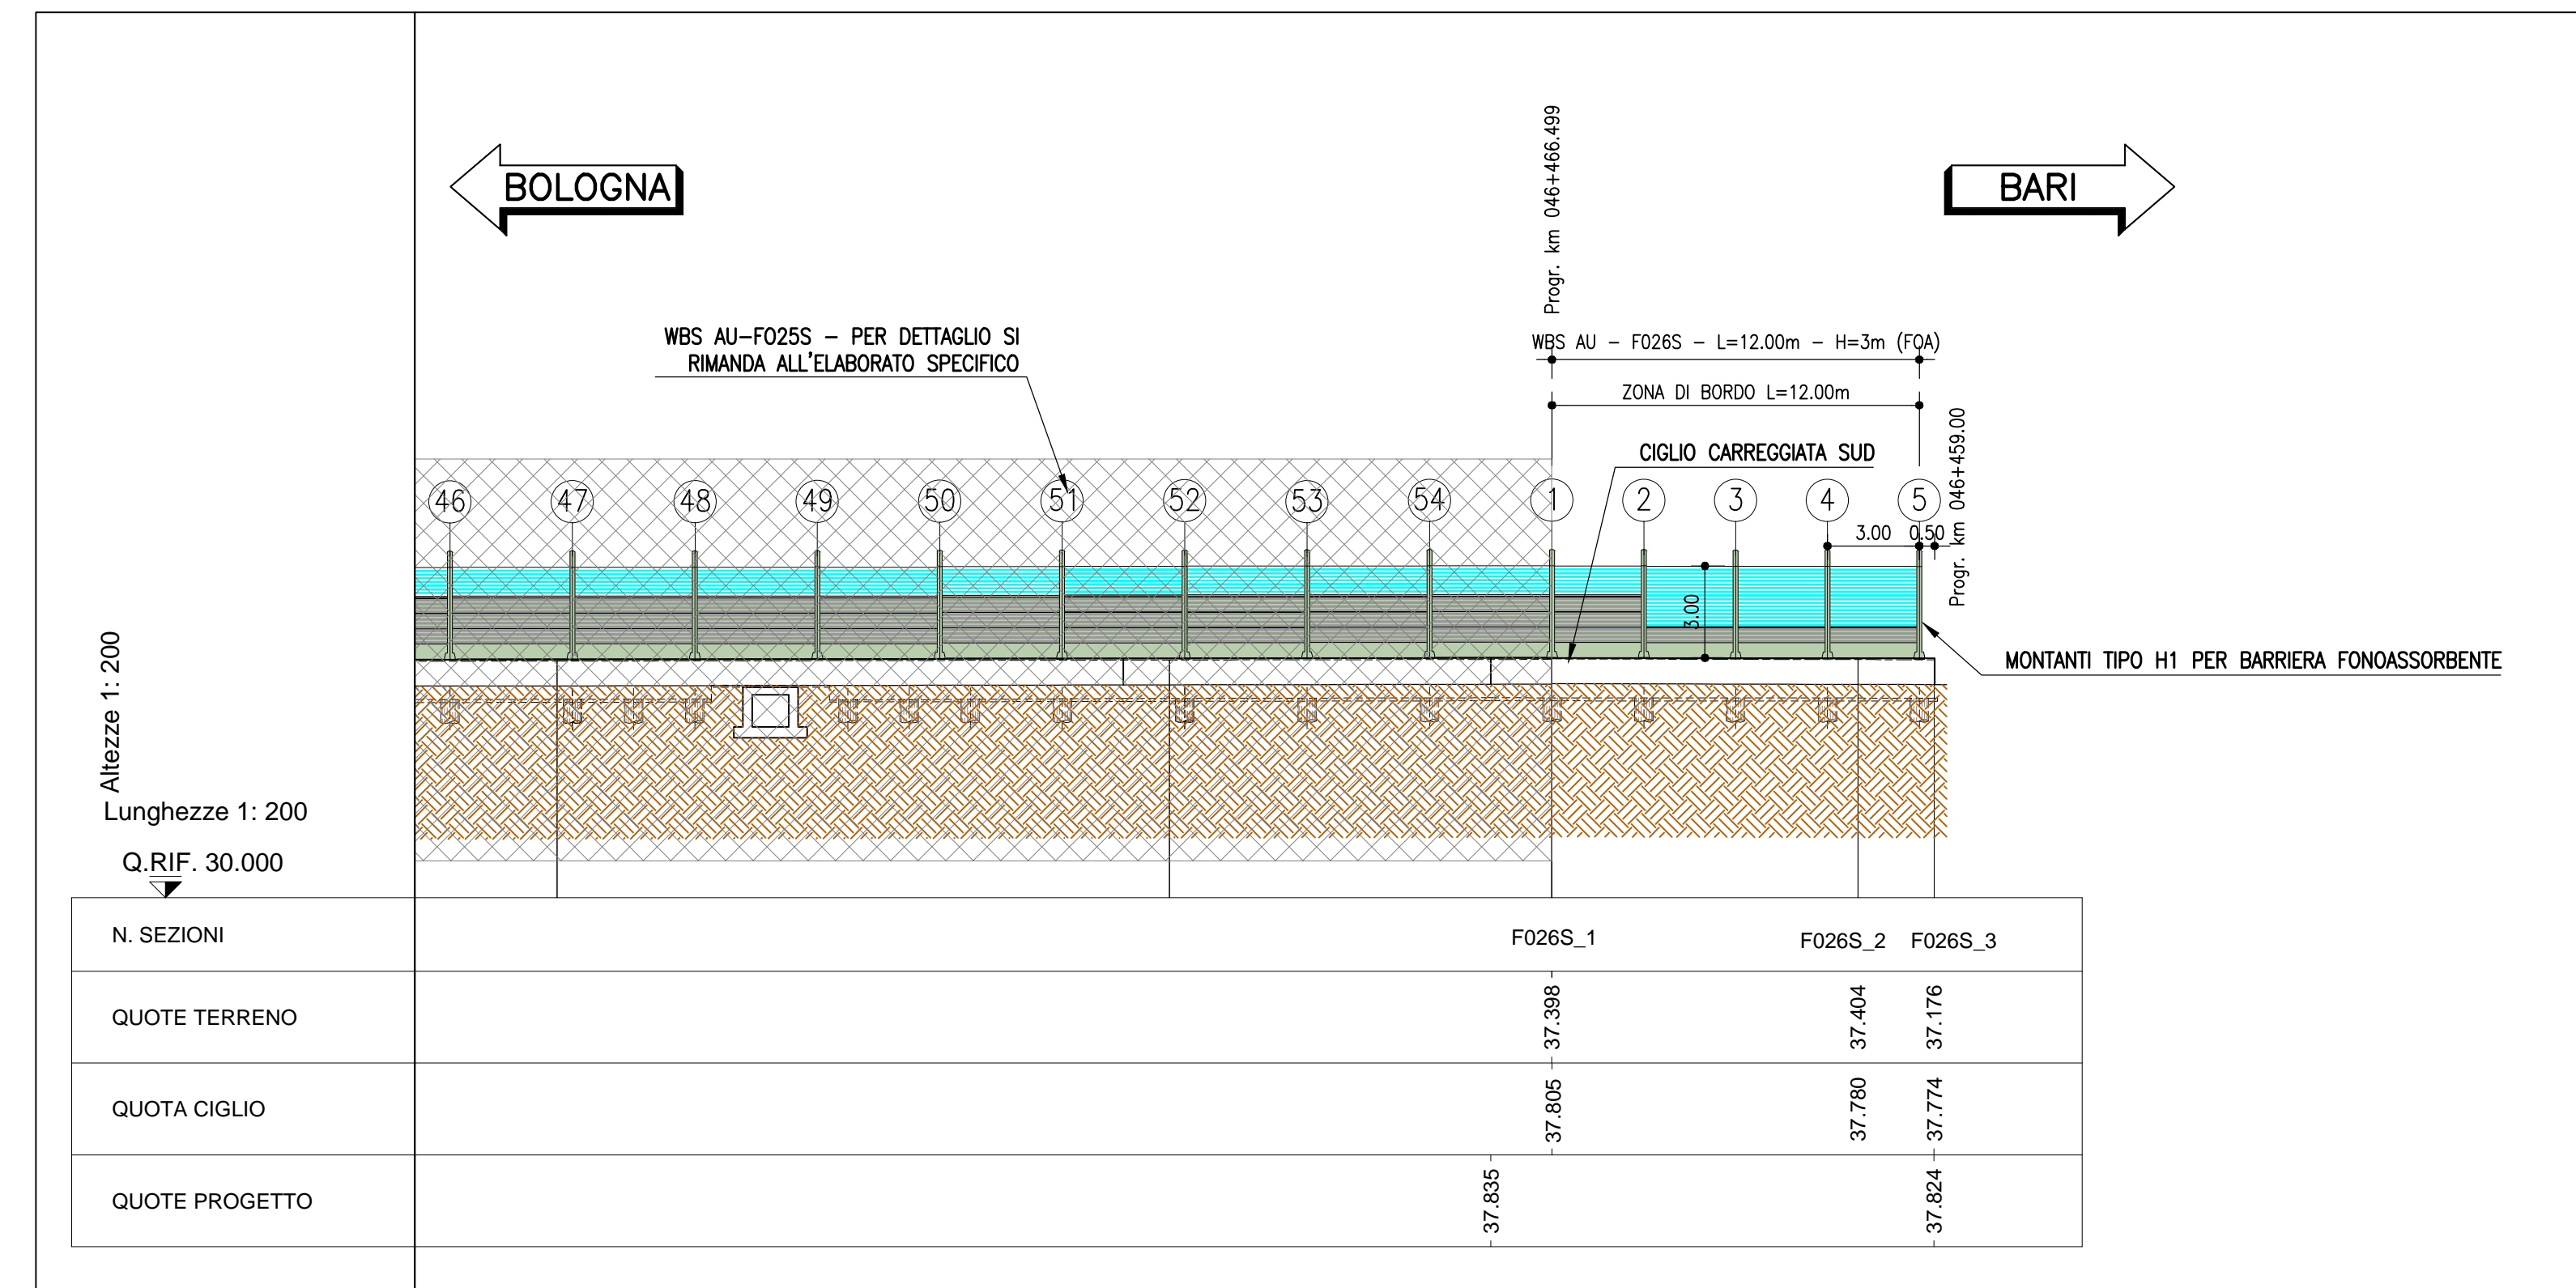 BOLOGNA
BARI
Progr. km 046+466.499
WBS AU-FO25S - PER DETTAGLIO SI
RIMANDA ALL'ELABORATO SPECIFICO
WBS AU - F026S - L=12.00m - H=3m (FOA)
ZONA DI BORDO L=12.00m
CIGLIO CARREGGIATA SUD
Progr. km 046+459.00
46 47 48 49 50 51 52 53 54 1 2 3 4 5
3.00 0.50
3.00
MONTANTI TIPO H1 PER BARRIERA FONOASSORBENTE
Altezze 1: 200
Lunghezze 1: 200
Q.RIF. 30.000
N. SEZIONI F026S_1 F026S_2 F026S_3
QUOTE TERRENO 37.398 37.404 37.176
QUOTA CIGLIO 37.805 37.780 37.774
QUOTE PROGETTO 37.835 37.824